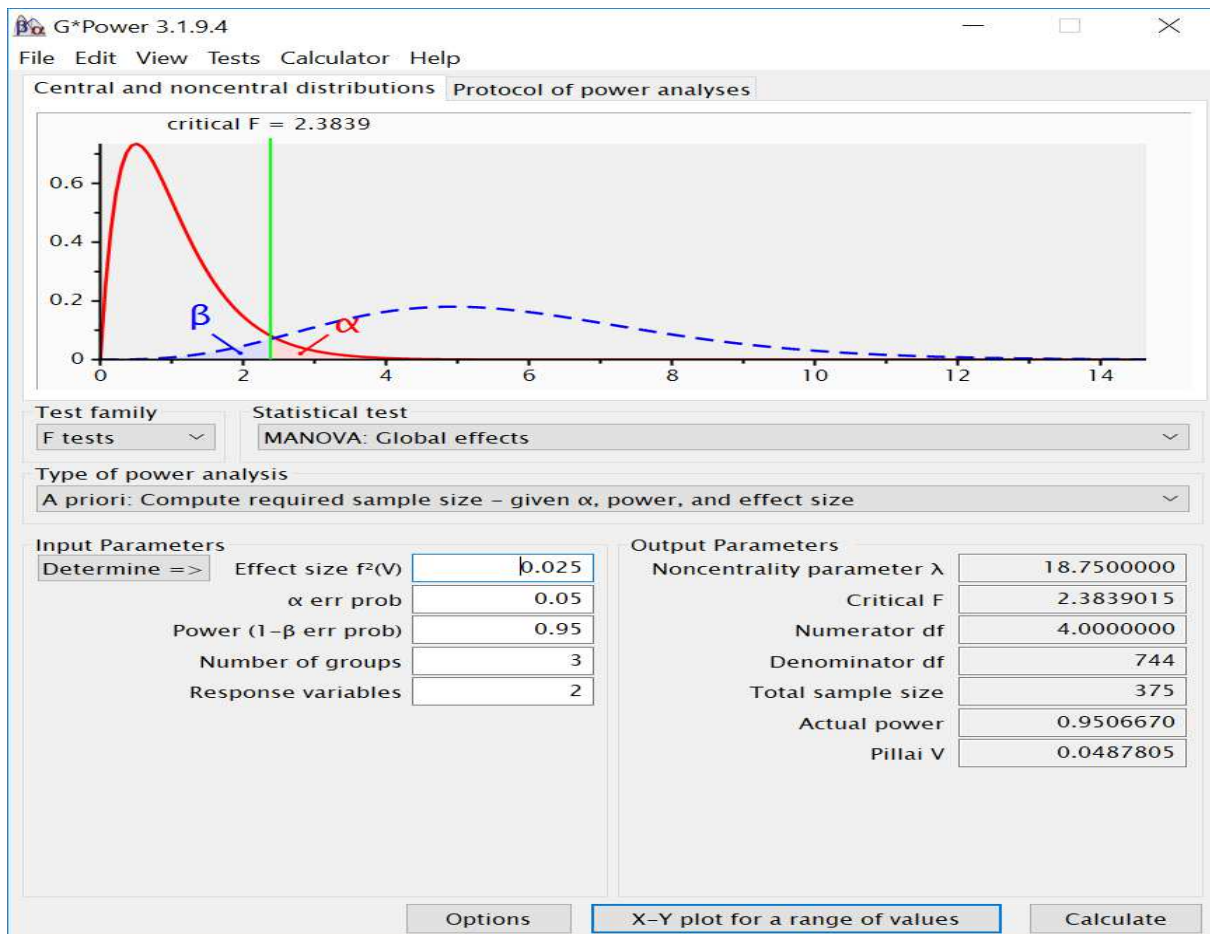 G*Power 3.1.9.4
File Edit View Tests Calculator Help
Central and noncentral distributions Protocol of power analyses
critical F = 2.3839
0.6
0.4
0.2
0
β
α
0 2 4 6 8 10 12 14
Test family
F tests
Statistical test
MANOVA: Global effects
Type of power analysis
A priori: Compute required sample size – given α, power, and effect size
Input Parameters
Determine => Effect size f²(V) 0.025
α err prob 0.05
Power (1–β err prob) 0.95
Number of groups 3
Response variables 2
Output Parameters
Noncentrality parameter λ 18.7500000
Critical F 2.3839015
Numerator df 4.0000000
Denominator df 744
Total sample size 375
Actual power 0.9506670
Pillai V 0.0487805
Options X–Y plot for a range of values Calculate